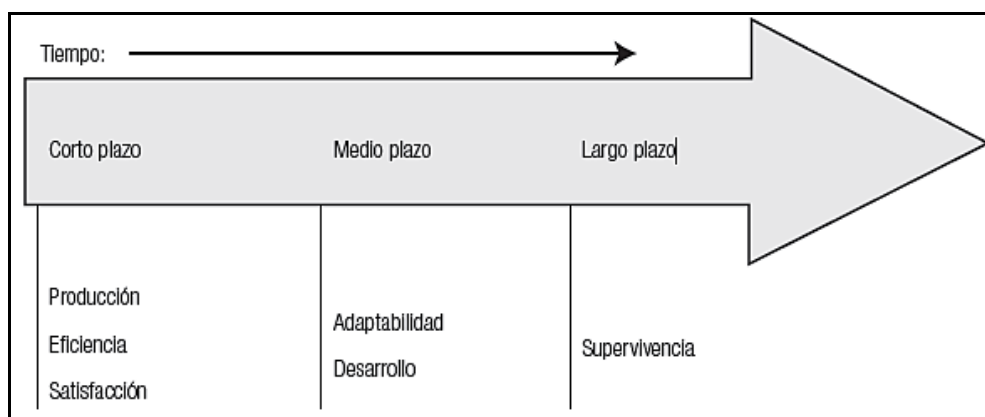 Tiempo:
Corto plazo
Medio plazo
Largo plazo
Producción
Eficiencia
Satisfacción
Adaptabilidad
Desarrollo
Supervivencia